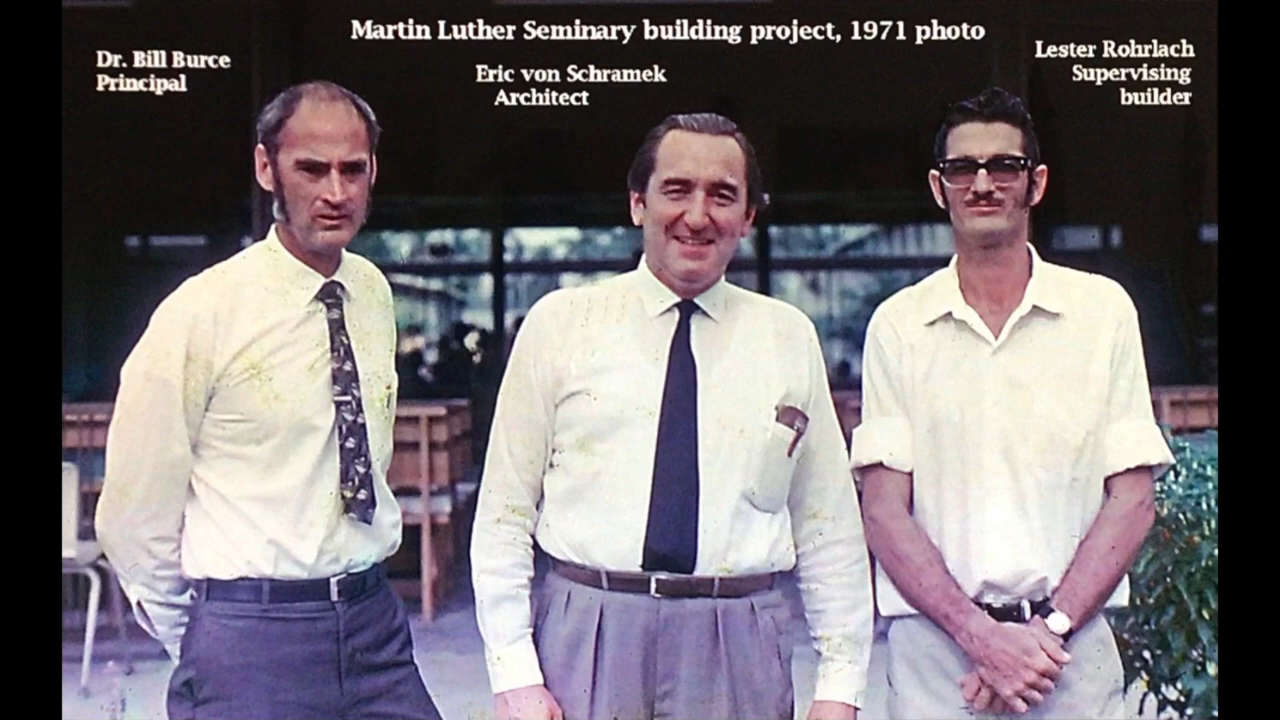 Martin Luther Seminary building project, 1971 photo
Dr. Bill Burce
Principal
Eric von Schramek
Architect
Lester Rohrlach
Supervising
builder